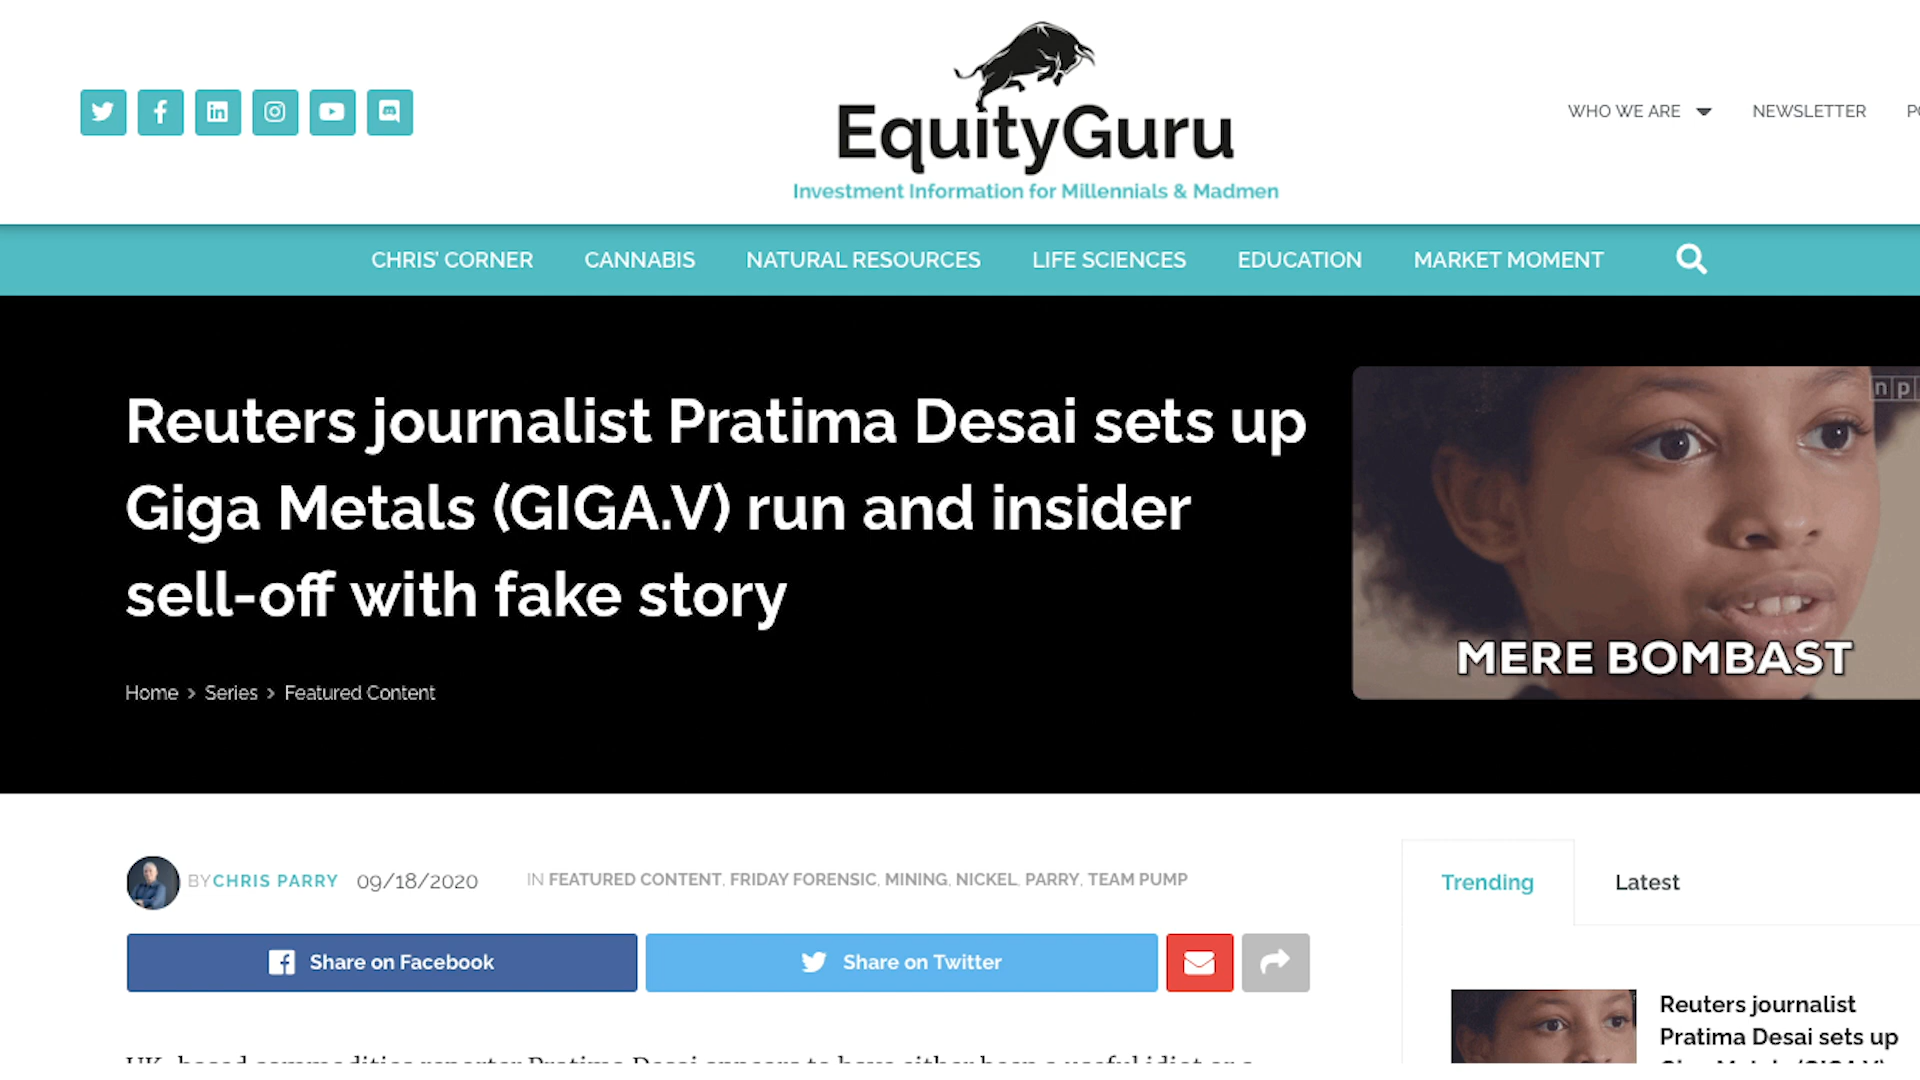 EquityGuru
Investment Information for Millennials & Madmen
WHO WE ARE
NEWSLETTER
CHRIS' CORNER
CANNABIS
NATURAL RESOURCES
LIFE SCIENCES
EDUCATION
MARKET MOMENT
Reuters journalist Pratima Desai sets up
Giga Metals (GIGA.V) run and insider
sell-off with fake story
Home > Series > Featured Content
np
MERE BOMBAST
BY CHRIS PARRY 09/18/2020 IN FEATURED CONTENT, FRIDAY FORENSIC, MINING, NICKEL, PARRY, TEAM PUMP
Share on Facebook
Share on Twitter
Trending
Latest
Reuters journalist
Pratima Desai sets up